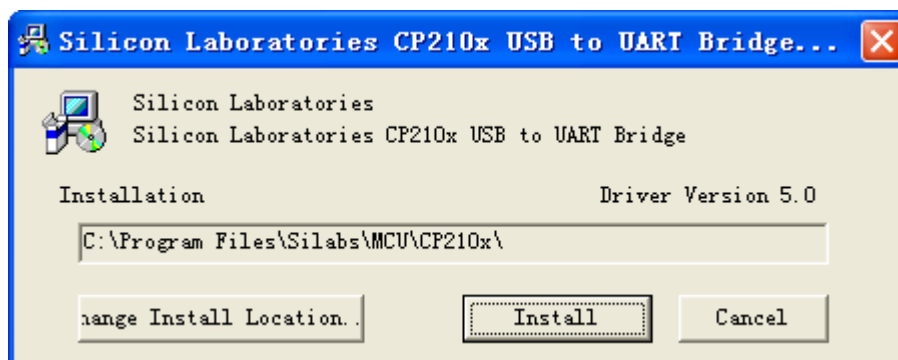 Silicon Laboratories CP210x USB to UART Bridge...
Silicon Laboratories
Silicon Laboratories CP210x USB to UART Bridge
Installation Driver Version 5.0
C:\Program Files\Silabs\MCU\CP210x\
hange Install Location.. Install Cancel